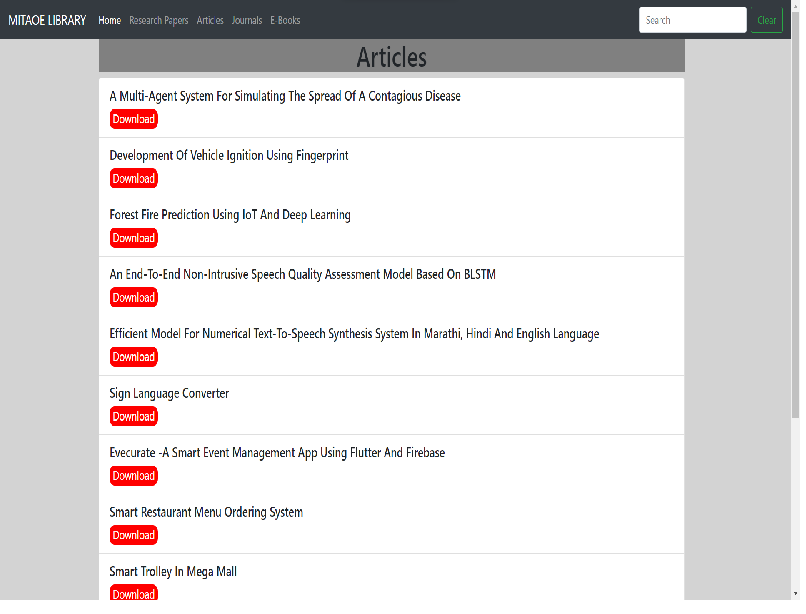 MITAOE LIBRARY Home Research Papers Articles Journals E-Books Search Clear
Articles
A Multi-Agent System For Simulating The Spread Of A Contagious Disease
Download
Development Of Vehicle Ignition Using Fingerprint
Download
Forest Fire Prediction Using IoT And Deep Learning
Download
An End-To-End Non-Intrusive Speech Quality Assessment Model Based On BLSTM
Download
Efficient Model For Numerical Text-To-Speech Synthesis System In Marathi, Hindi And English Language
Download
Sign Language Converter
Download
Evecurate -A Smart Event Management App Using Flutter And Firebase
Download
Smart Restaurant Menu Ordering System
Download
Smart Trolley In Mega Mall
Download